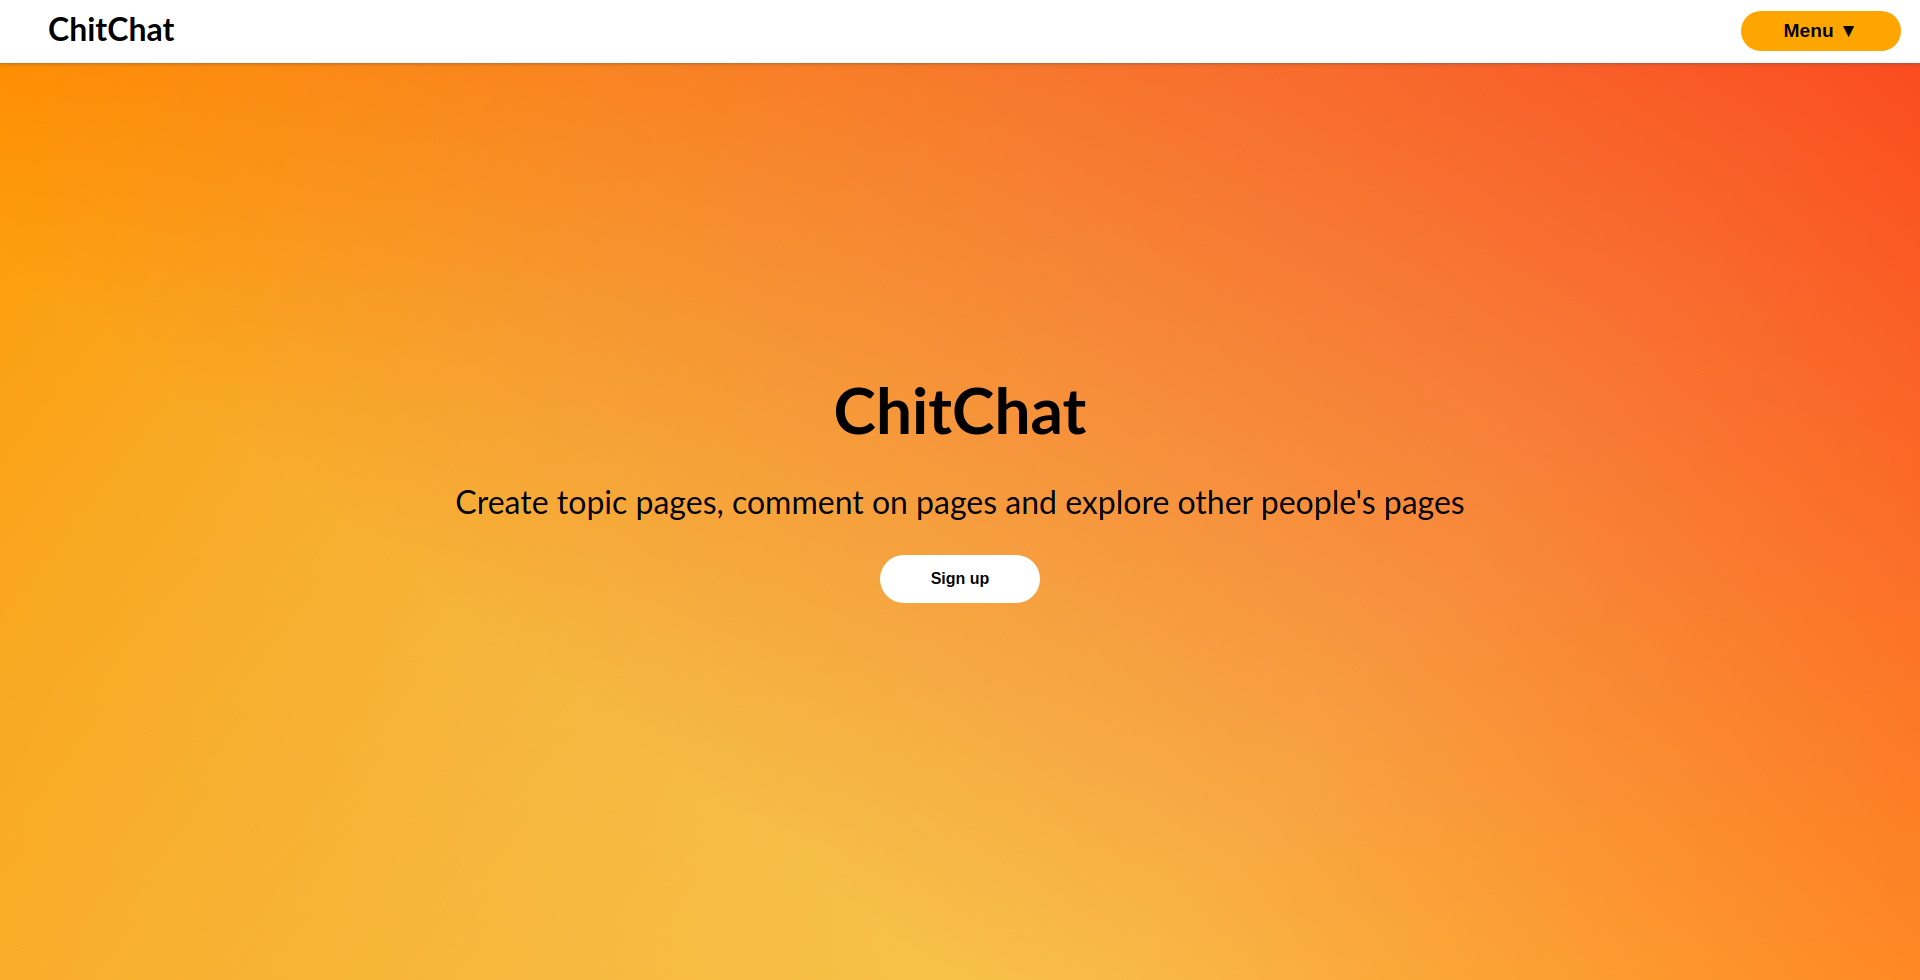 ChitChat
Menu ▼
ChitChat
Create topic pages, comment on pages and explore other people's pages
Sign up